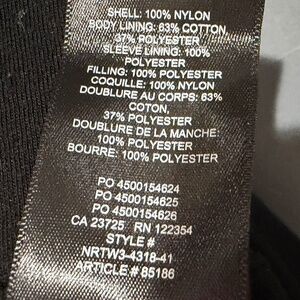 SHELL: 100% NYLON
BODY LINING: 63% COTTON,
37% POLYESTER
SLEEVE LINING: 100%
POLYESTER
FILLING: 100% POLYESTER
COQUILLE: 100% NYLON
DOUBLURE AU CORPS: 63%
COTON,
37% POLYESTER
DOUBLURE DE LA MANCHE:
100% POLYESTER
BOURRE: 100% POLYESTER
PO 4500154624
PO 4500154625
PO 4500154626
CA 23725 RN 122354
STYLE #
NRTW3-4318-41
ARTICLE # 85186